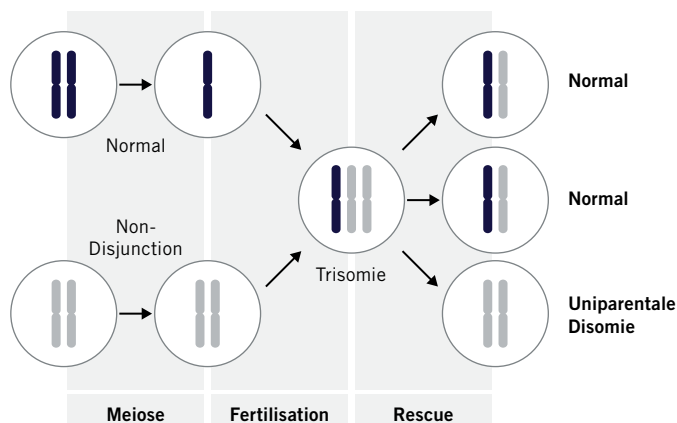 Normal
Normal
Non-
Disjunction
Normal
Trisomie
Uniparentale
Disomie
Meiose
Fertilisation
Rescue